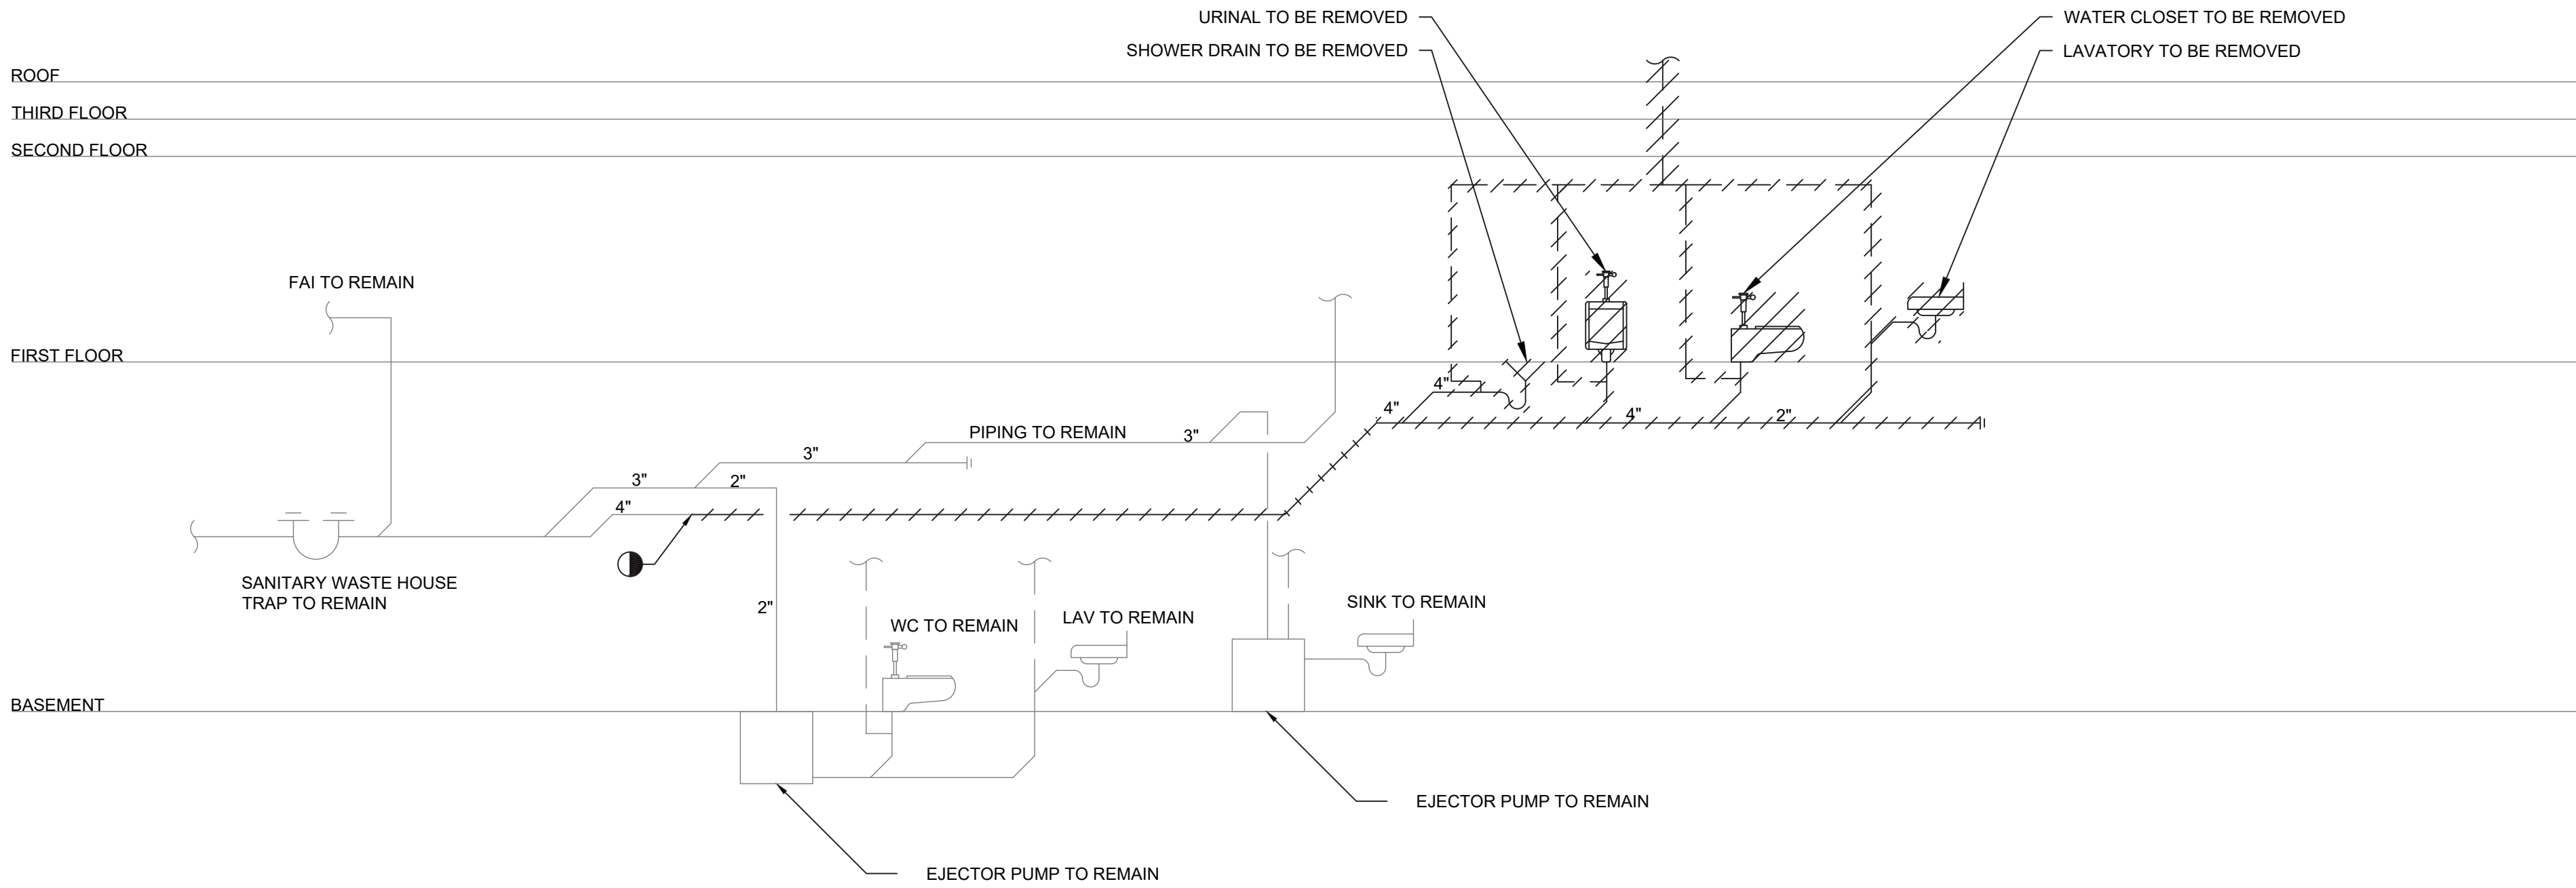 URINAL TO BE REMOVED
WATER CLOSET TO BE REMOVED
SHOWER DRAIN TO BE REMOVED
LAVATORY TO BE REMOVED
ROOF
THIRD FLOOR
SECOND FLOOR
FAI TO REMAIN
FIRST FLOOR
4"
4"
4"
2"
PIPING TO REMAIN
3"
3"
3"
2"
4"
SANITARY WASTE HOUSE
TRAP TO REMAIN
2"
WC TO REMAIN
LAV TO REMAIN
SINK TO REMAIN
BASEMENT
EJECTOR PUMP TO REMAIN
EJECTOR PUMP TO REMAIN